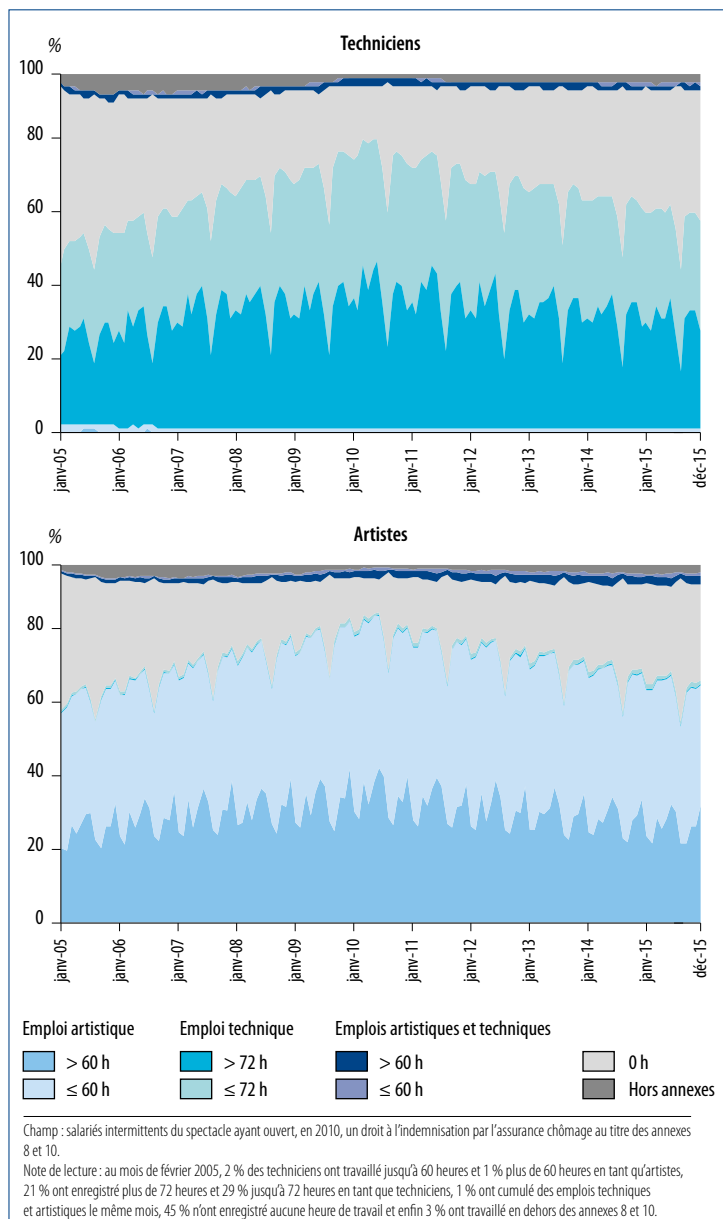 Techniciens
%
100
80
60
40
20
0
janv-05
janv-06
janv-07
janv-08
janv-09
janv-10
janv-11
janv-12
janv-13
janv-14
janv-15
déc-15
Artistes
%
100
80
60
40
20
0
janv-05
janv-06
janv-07
janv-08
janv-09
janv-10
janv-11
janv-12
janv-13
janv-14
janv-15
déc-15
Emploi artistique Emploi technique Emplois artistiques et techniques
> 60 h > 72 h > 60 h 0 h
≤ 60 h ≤ 72 h ≤ 60 h Hors annexes
Champ : salariés intermittents du spectacle ayant ouvert, en 2010, un droit à l'indemnisation par l'assurance chômage au titre des annexes
8 et 10.
Note de lecture : au mois de février 2005, 2 % des techniciens ont travaillé jusqu'à 60 heures et 1 % plus de 60 heures en tant qu'artistes,
21 % ont enregistré plus de 72 heures et 29 % jusqu'à 72 heures en tant que techniciens, 1 % ont cumulé des emplois techniques
et artistiques le même mois, 45 % n'ont enregistré aucune heure de travail et enfin 3 % ont travaillé en dehors des annexes 8 et 10.